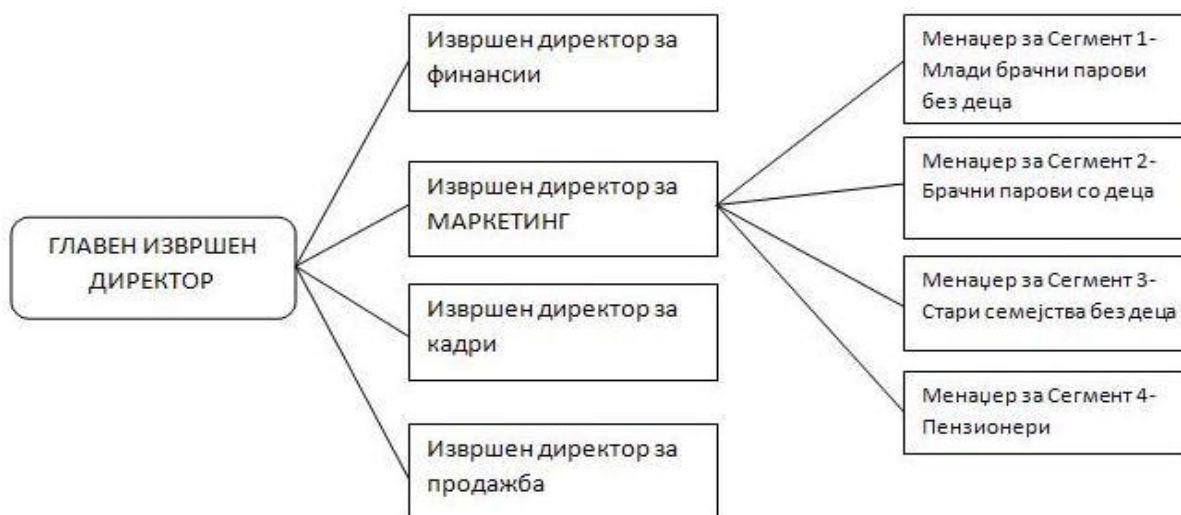 ГЛАВЕН ИЗВРШЕН
ДИРЕКТОР
Извршен директор за
финансии
Извршен директор за
МАРКЕТИНГ
Извршен директор за
кадри
Извршен директор за
продажба
Менаџер за Сегмент 1-
Млади брачни парови
без деца
Менаџер за Сегмент 2-
Брачни парови со деца
Менаџер за Сегмент 3-
Стари семејства без деца
Менаџер за Сегмент 4-
Пензионери